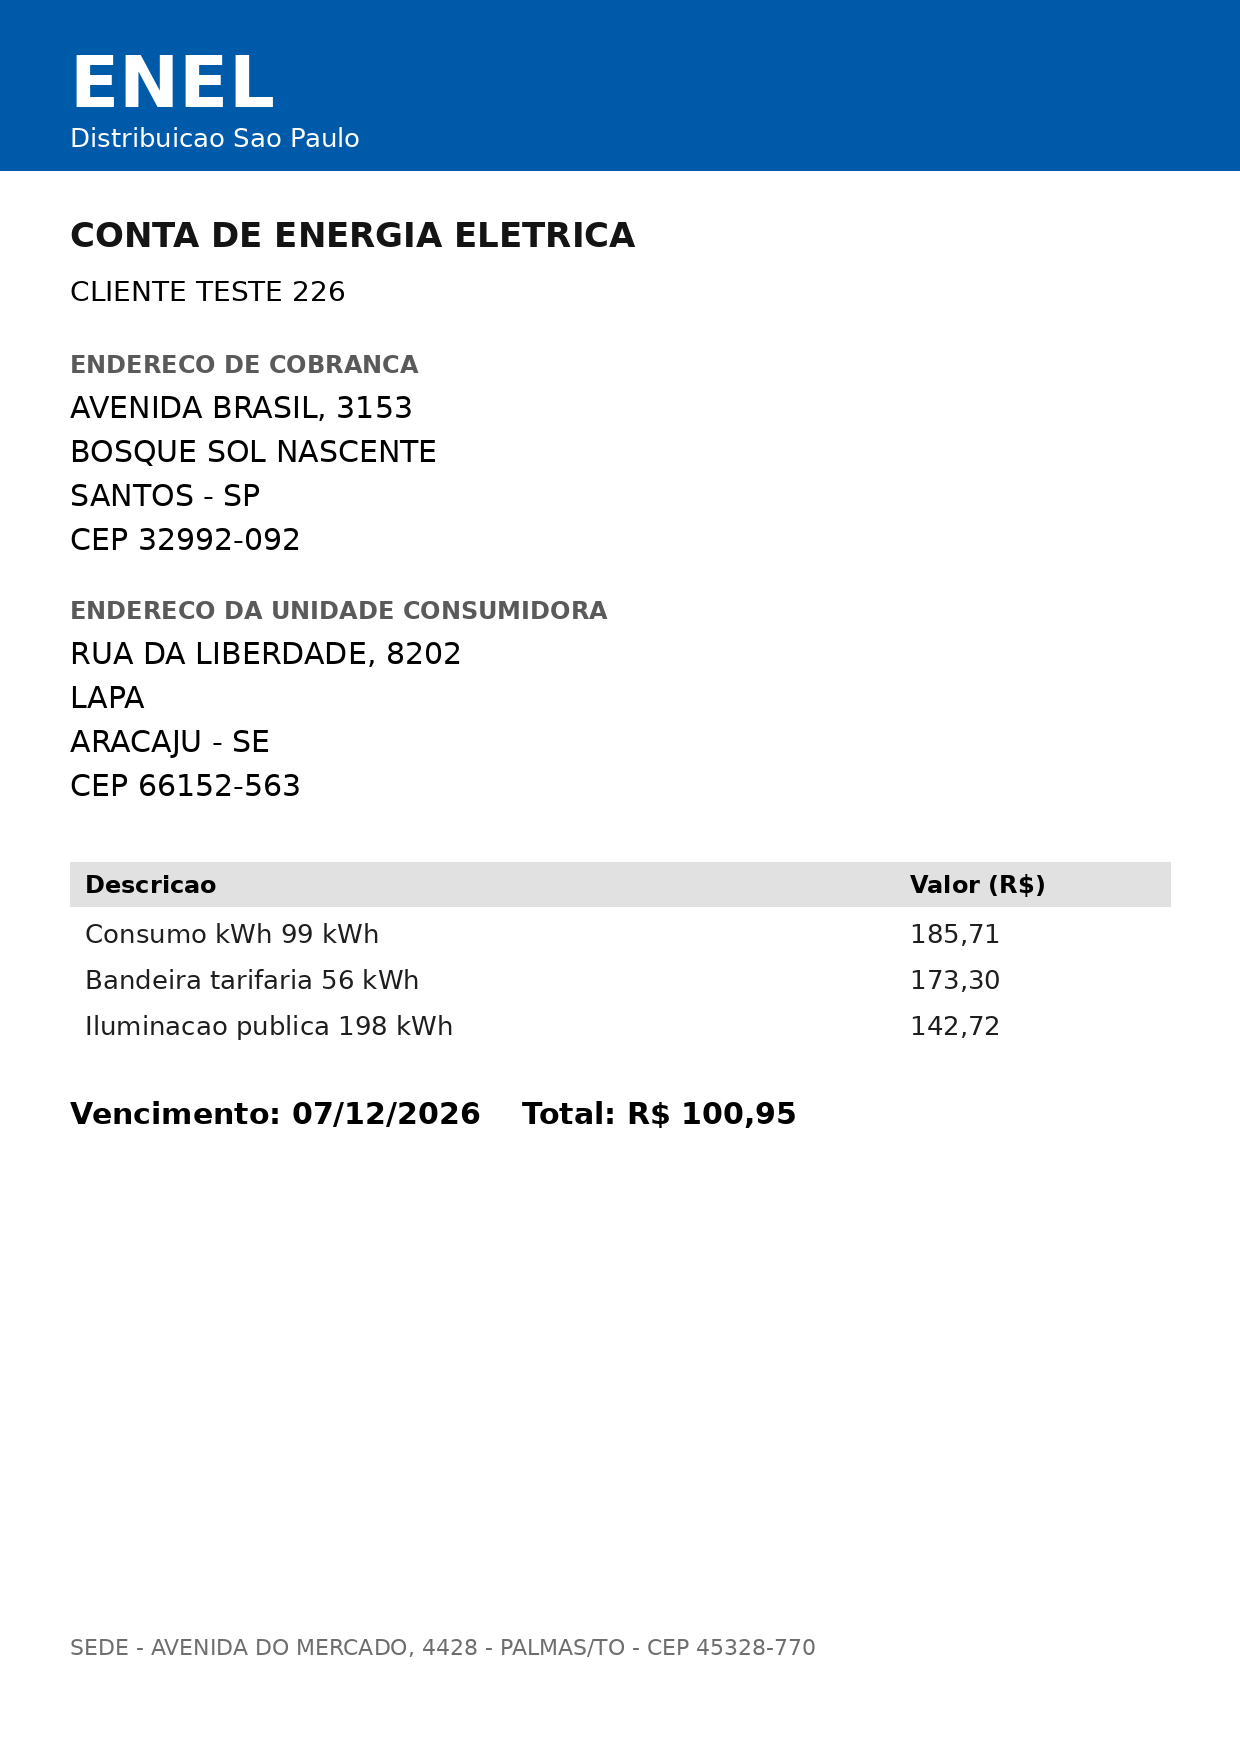 ENEL
Distribuicao Sao Paulo
CONTA DE ENERGIA ELETRICA
CLIENTE TESTE 226
ENDERECO DE COBRANCA
AVENIDA BRASIL, 3153
BOSQUE SOL NASCENTE
SANTOS - SP
CEP 32992-092
ENDERECO DA UNIDADE CONSUMIDORA
RUA DA LIBERDADE, 8202
LAPA
ARACAJU - SE
CEP 66152-563
Descricao Valor (R$)
Consumo kWh 99 kWh 185,71
Bandeira tarifaria 56 kWh 173,30
Iluminacao publica 198 kWh 142,72
Vencimento: 07/12/2026 Total: R$ 100,95
SEDE - AVENIDA DO MERCADO, 4428 - PALMAS/TO - CEP 45328-770